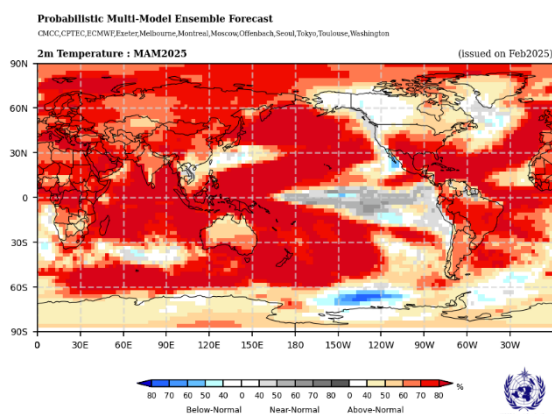 Probabilistic Multi-Model Ensemble Forecast
CMCC,CPTEC,ECMWF,Exeter,Melbourne,Montreal,Moscow,Offenbach,Seoul,Tokyo,Toulouse,Washington
2m Temperature : MAM2025 (issued on Feb2025)
90N
60N
30N
0
30S
60S
90S
0 30E 60E 90E 120E 150E 180 150W 120W 90W 60W 30W
80 70 60 50 40 0 40 50 60 70 80 0 40 50 60 70 80 %
Below-Normal Near-Normal Above-Normal